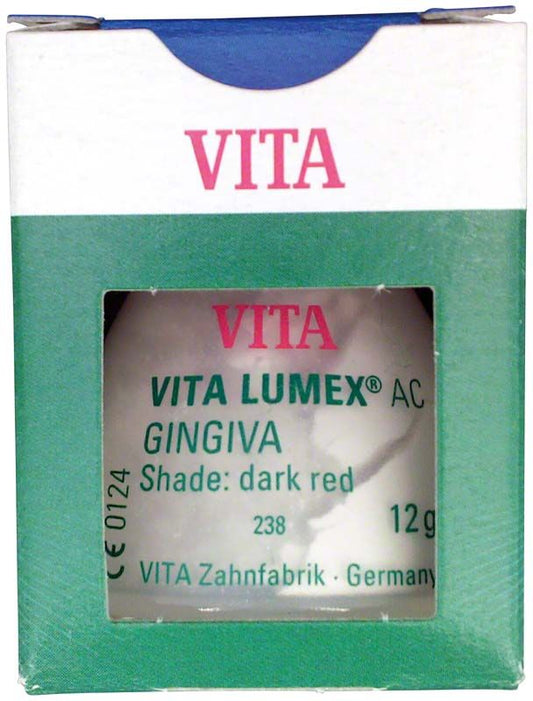 VITA
VITA
VITA LUMEX® AC
GINGIVA
Shade: dark red
238 12g
VITA Zahnfabrik · Germany
CE 0124